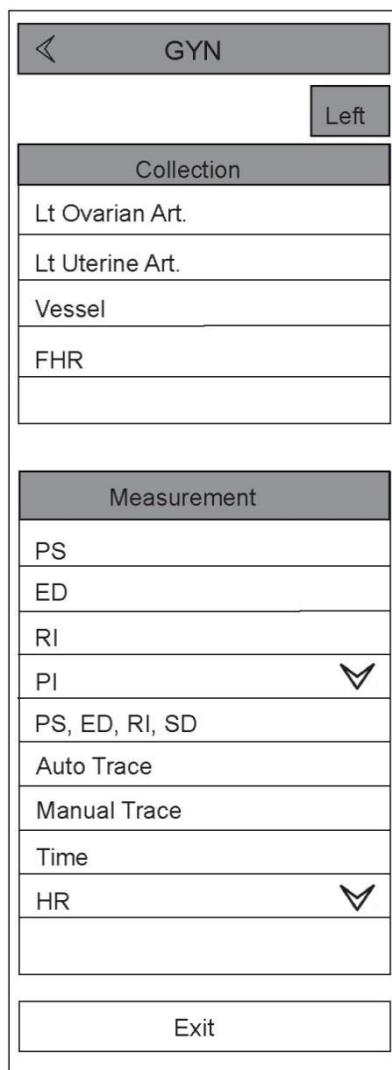 GYN
Left
Collection
Lt Ovarian Art.
Lt Uterine Art.
Vessel
FHR
Measurement
PS
ED
RI
PI
PS, ED, RI, SD
Auto Trace
Manual Trace
Time
HR
Exit